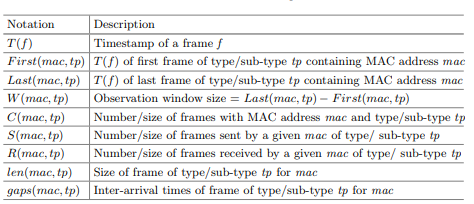 Notation Description
T(f) Timestamp of a frame f
First(mac, tp) T(f) of first frame of type/sub-type tp containing MAC address mac
Last(mac, tp) T(f) of last frame of type/sub-type tp containing MAC address mac
W(mac, tp) Observation window size = Last(mac, tp) − First(mac, tp)
C(mac, tp) Number/size of frames with MAC address mac and type/sub-type tp
S(mac, tp) Number/size of frames sent by a given mac of type/ sub-type tp
R(mac, tp) Number/size of frames received by a given mac of type/ sub-type tp
len(mac, tp) Size of frame of type/sub-type tp for mac
gaps(mac, tp) Inter-arrival times of frame of type/sub-type tp for mac